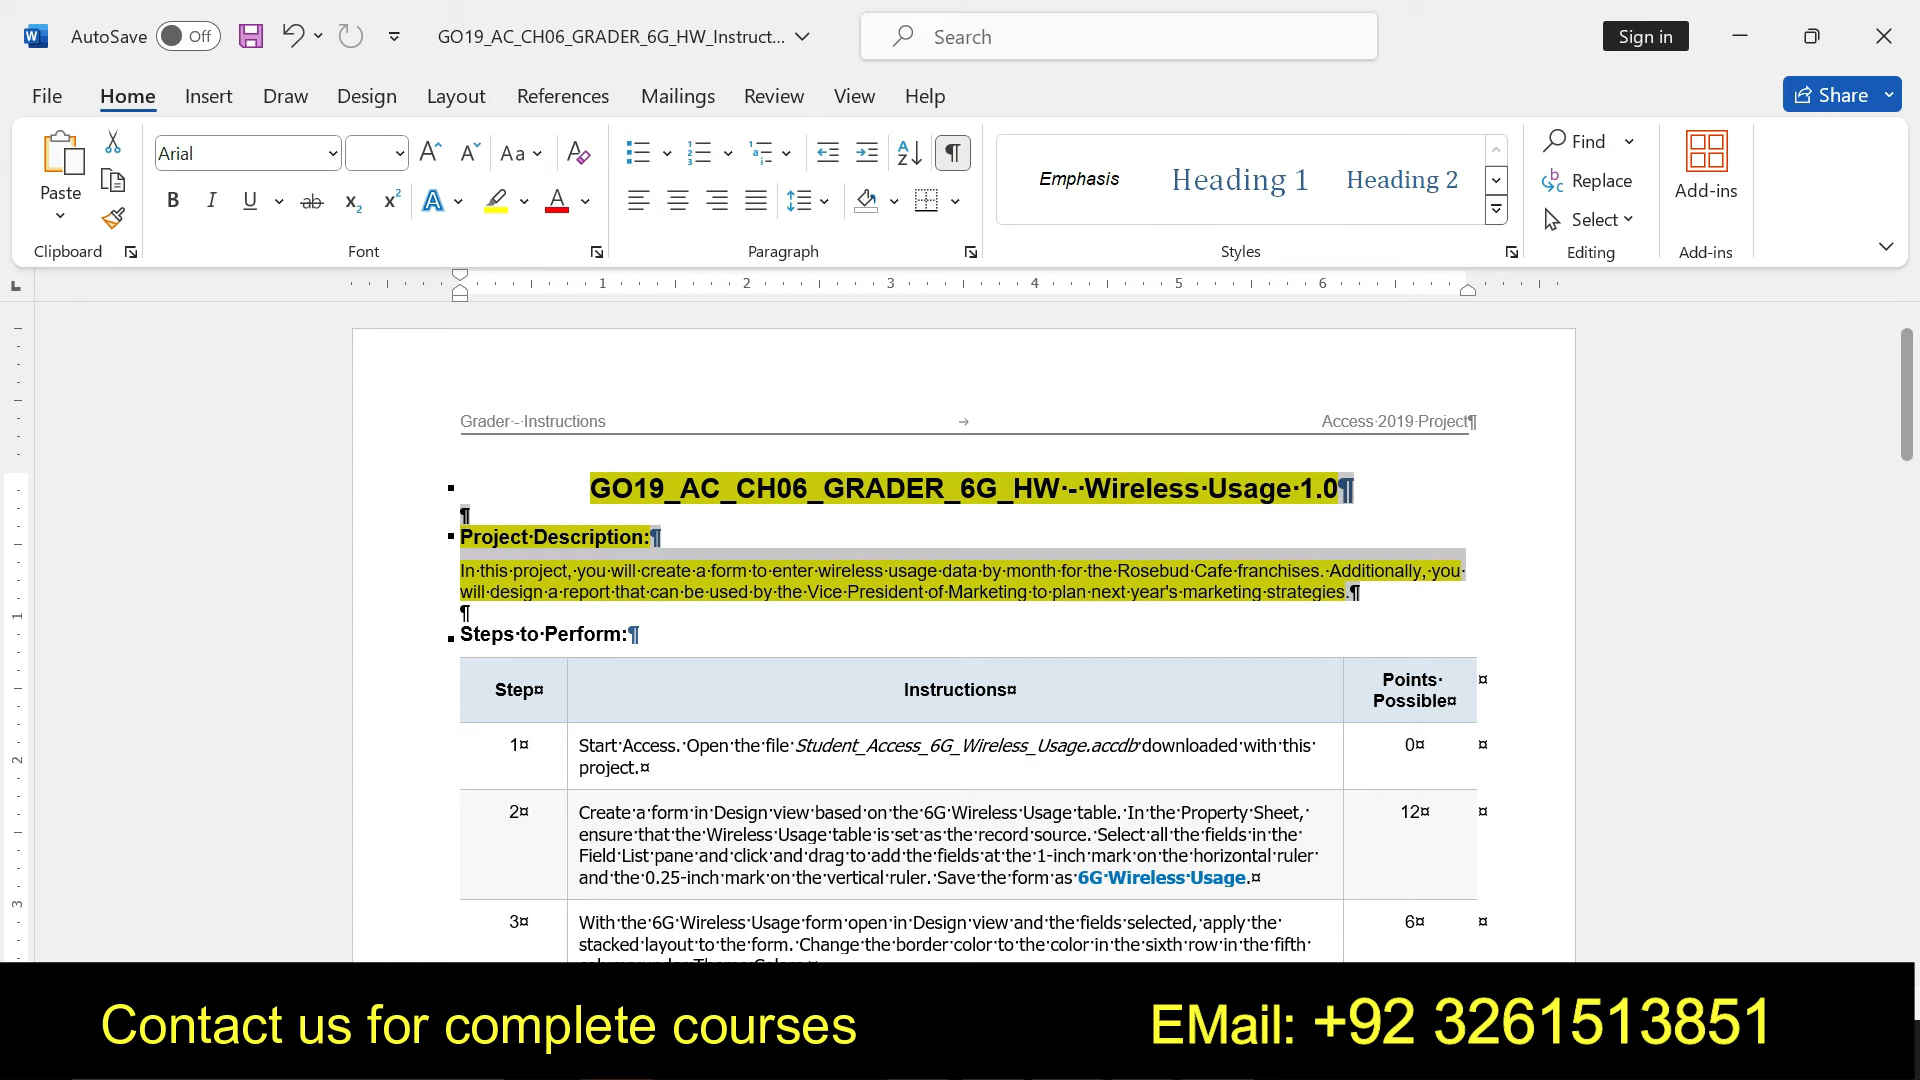 AutoSave Off GO19_AC_CH06_GRADER_6G_HW_Instruct... Search Sign in
File Home Insert Draw Design Layout References Mailings Review View Help Share
Paste
Arial
Aa
Emphasis Heading 1 Heading 2
Find
Replace
Select
Add-ins
Clipboard Font Paragraph Styles Editing Add-ins
1 2 3 4 5 6
Grader - Instructions Access 2019 Project¶
GO19_AC_CH06_GRADER_6G_HW - Wireless Usage 1.0¶
¶
Project Description:¶
In this project, you will create a form to enter wireless usage data by month for the Rosebud Cafe franchises. Additionally, you
will design a report that can be used by the Vice President of Marketing to plan next year's marketing strategies.¶
¶
Steps to Perform:¶
Step¤ Instructions¤ Points Possible¤ ¤
1¤ Start Access. Open the file Student_Access_6G_Wireless_Usage.accdb downloaded with this 0¤ ¤
project.¤
2¤ Create a form in Design view based on the 6G Wireless Usage table. In the Property Sheet, 12¤ ¤
ensure that the Wireless Usage table is set as the record source. Select all the fields in the
Field List pane and click and drag to add the fields at the 1-inch mark on the horizontal ruler
and the 0.25-inch mark on the vertical ruler. Save the form as 6G Wireless Usage.¤
3¤ With the 6G Wireless Usage form open in Design view and the fields selected, apply the 6¤ ¤
stacked layout to the form. Change the border color to the color in the sixth row in the fifth
Contact us for complete courses EMail: +92 3261513851